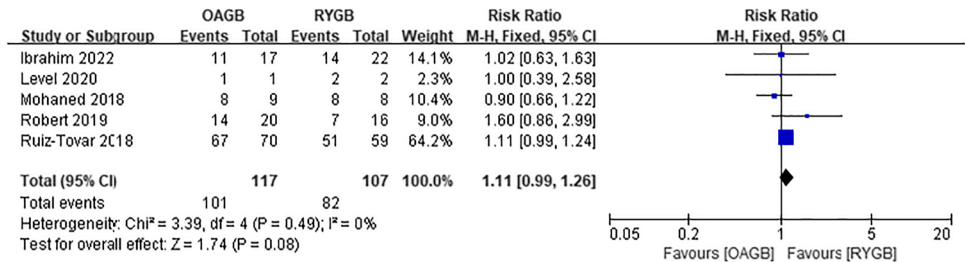 OAGB RYGB Risk Ratio Risk Ratio
Study or Subgroup Events Total Events Total Weight M-H, Fixed, 95% CI M-H, Fixed, 95% CI
Ibrahim 2022 11 17 14 22 14.1% 1.02 [0.63, 1.63]
Level 2020 1 1 2 2 2.3% 1.00 [0.39, 2.58]
Mohaned 2018 8 9 8 8 10.4% 0.90 [0.66, 1.22]
Robert 2019 14 20 7 16 9.0% 1.60 [0.86, 2.99]
Ruiz-Tovar 2018 67 70 51 59 64.2% 1.11 [0.99, 1.24]
Total (95% CI) 117 107 100.0% 1.11 [0.99, 1.26]
Total events 101 82
Heterogeneity: Chi² = 3.39, df = 4 (P = 0.49); I² = 0%
Test for overall effect: Z = 1.74 (P = 0.08)
0.05 0.2 1 5 20
Favours [OAGB] Favours [RYGB]